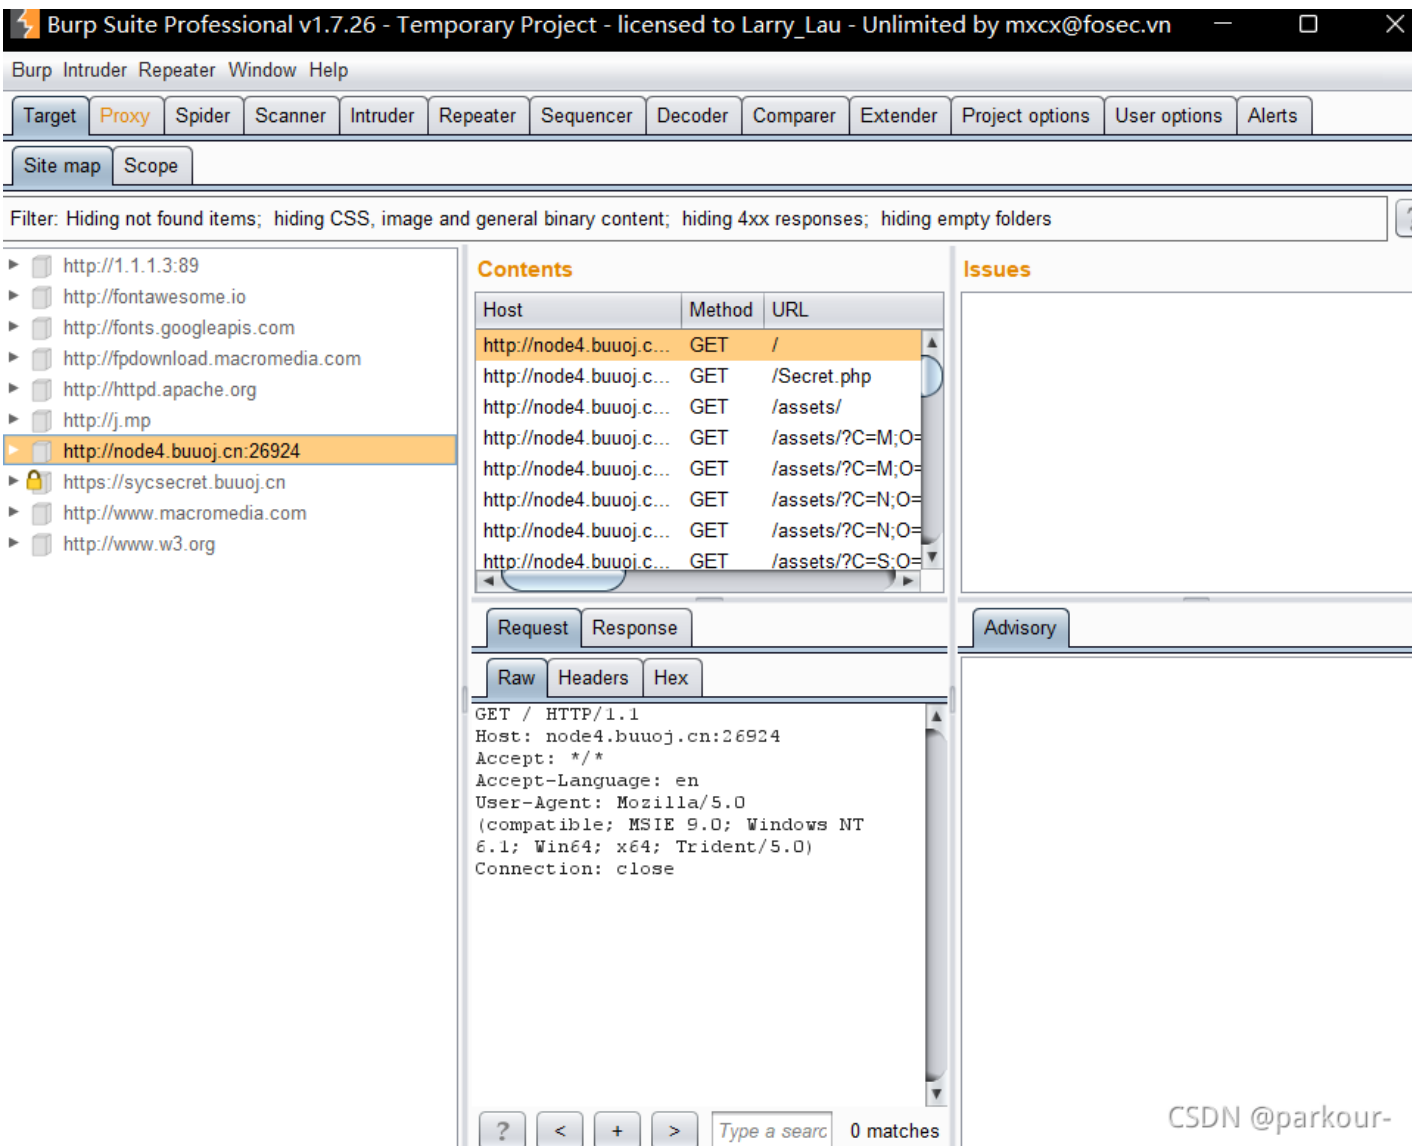 Burp Suite Professional v1.7.26 - Temporary Project - licensed to Larry_Lau - Unlimited by mxcx@fosec.vn
Burp Intruder Repeater Window Help
Target Proxy Spider Scanner Intruder Repeater Sequencer Decoder Comparer Extender Project options User options Alerts
Site map Scope
Filter: Hiding not found items; hiding CSS, image and general binary content; hiding 4xx responses; hiding empty folders
?
http://1.1.1.3:89
http://fontawesome.io
http://fonts.googleapis.com
http://fpdownload.macromedia.com
http://httpd.apache.org
http://j.mp
http://node4.buuoj.cn:26924
https://sycsecret.buuoj.cn
http://www.macromedia.com
http://www.w3.org
Contents
Host Method URL
http://node4.buuoj.c... GET /
http://node4.buuoj.c... GET /Secret.php
http://node4.buuoj.c... GET /assets/
http://node4.buuoj.c... GET /assets/?C=M;O=
http://node4.buuoj.c... GET /assets/?C=M;O=
http://node4.buuoj.c... GET /assets/?C=N;O=
http://node4.buuoj.c... GET /assets/?C=N;O=
http://node4.buuoj.c... GET /assets/?C=S;O=
Issues
Request Response
Raw Headers Hex
GET / HTTP/1.1
Host: node4.buuoj.cn:26924
Accept: */*
Accept-Language: en
User-Agent: Mozilla/5.0
(compatible; MSIE 9.0; Windows NT
6.1; Win64; x64; Trident/5.0)
Connection: close
? < + > Type a searc 0 matches
Advisory
CSDN @parkour-